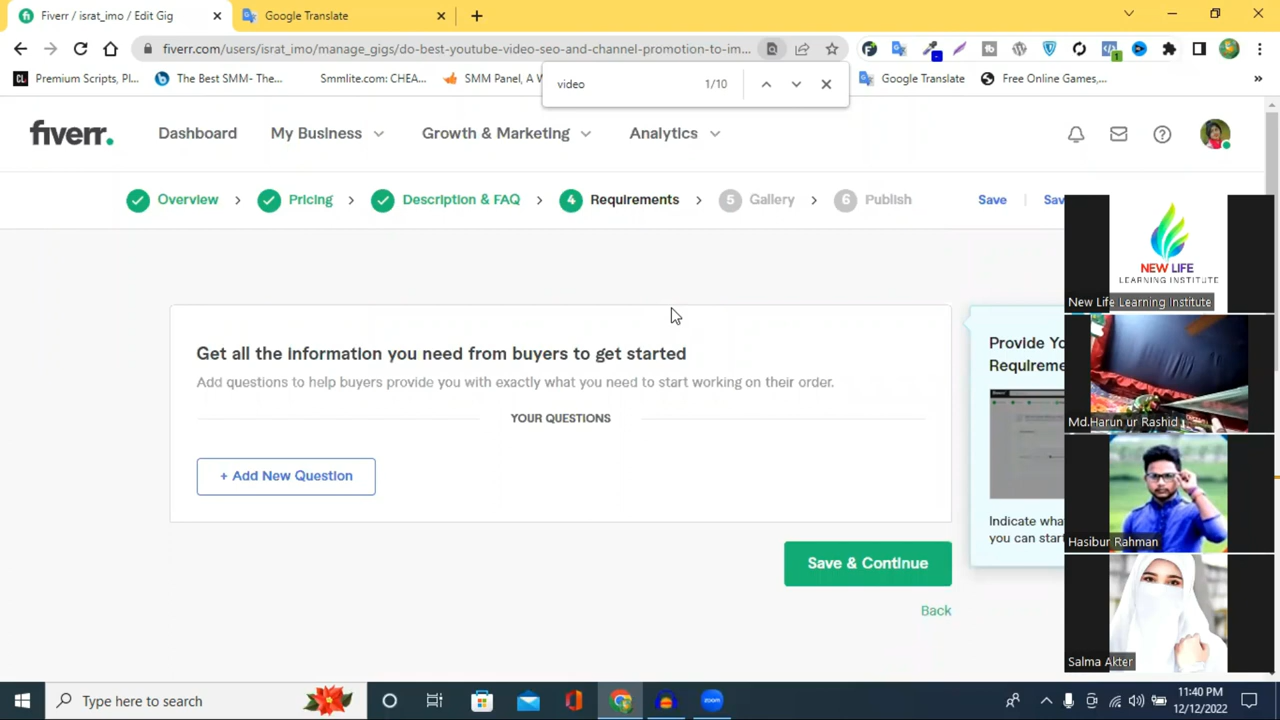 Fiverr / israt_imo / Edit Gig
Google Translate
fiverr.com/users/israt_imo/manage_gigs/do-best-youtube-video-seo-and-channel-promotion-to-im...
Premium Scripts, Pl...
The Best SMM- The...
Smmlite.com: CHEA...
SMM Panel, A W
Google Translate
Free Online Games,...
video
1/10
fiverr.
Dashboard
My Business
Growth & Marketing
Analytics
Overview
Pricing
Description & FAQ
4 Requirements
5 Gallery
6 Publish
Save
Sav
Get all the information you need from buyers to get started
Add questions to help buyers provide you with exactly what you need to start working on their order.
YOUR QUESTIONS
+ Add New Question
Save & Continue
Back
Provide Yo
Requireme
Indicate wha
you can start
NEW LIFE
LEARNING INSTITUTE
New Life Learning Institute
Md.Harun ur Rashid
Hasibur Rahman
Salma Akter
Type here to search
zoom
11:40 PM
12/12/2022